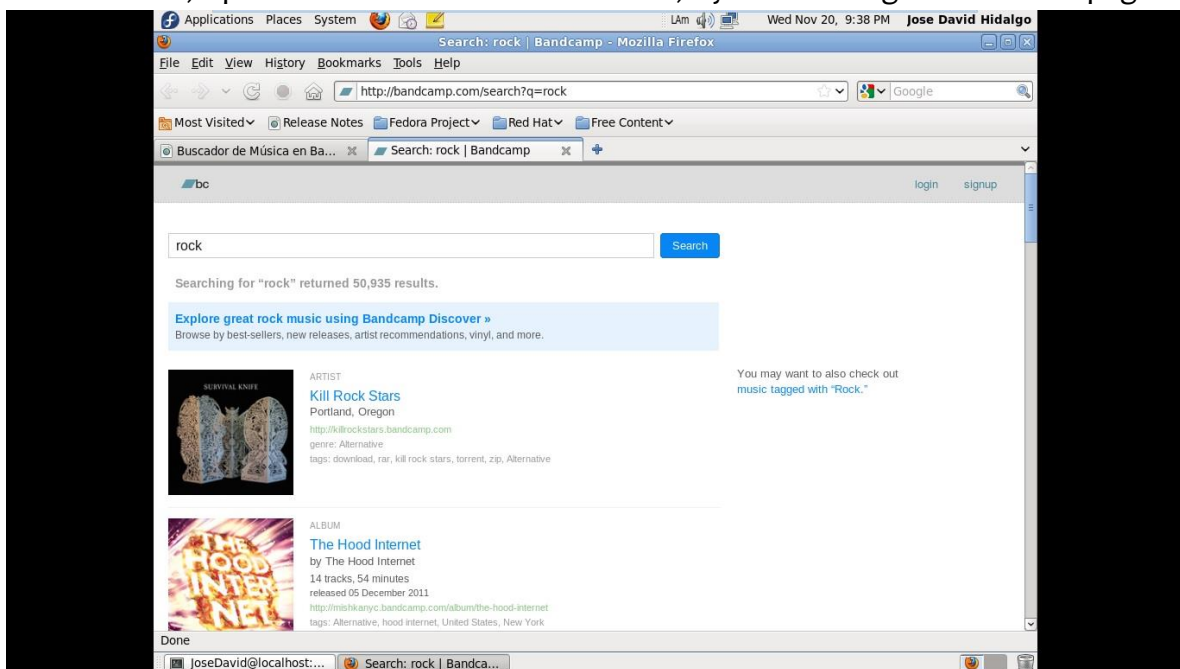 Applications Places System LAm Wed Nov 20, 9:38 PM Jose David Hidalgo
Search: rock | Bandcamp - Mozilla Firefox
File Edit View History Bookmarks Tools Help
http://bandcamp.com/search?q=rock Google
Most Visited Release Notes Fedora Project Red Hat Free Content
Buscador de Música en Ba... Search: rock | Bandcamp
bc login signup
rock Search
Searching for “rock” returned 50,935 results.
Explore great rock music using Bandcamp Discover »
Browse by best-sellers, new releases, artist recommendations, vinyl, and more.
You may want to also check out
music tagged with “Rock.”
SURVIVAL KNIFE
ARTIST
Kill Rock Stars
Portland, Oregon
http://killrockstars.bandcamp.com
genre: Alternative
tags: download, rar, kill rock stars, torrent, zip, Alternative
THE
HOOD
INTER
NET
ALBUM
The Hood Internet
by The Hood Internet
14 tracks, 54 minutes
released 05 December 2011
http://mishkanyc.bandcamp.com/album/the-hood-internet
tags: Alternative, hood internet, United States, New York
Done
JoseDavid@localhost:... Search: rock | Bandca...